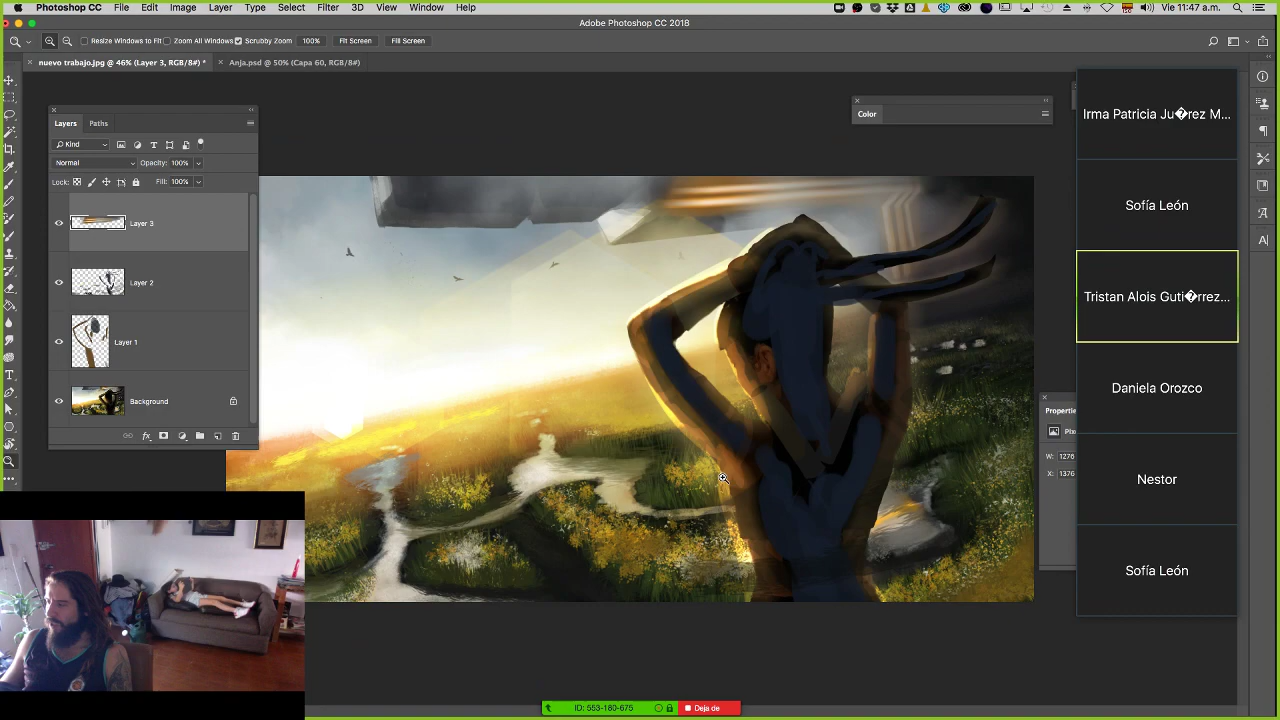 Photoshop CC File Edit Image Layer Type Select Filter 3D View Window Help Vie 11:47 a.m.
Adobe Photoshop CC 2018
Resize Windows to Fit Zoom All Windows Scrubby Zoom 100% Fit Screen Fill Screen
nuevo trabajo.jpg @ 46% (Layer 3, RGB/8#) * Anja.psd @ 50% (Capa 60, RGB/8#)
Layers Paths
Kind
Normal Opacity: 100%
Lock: Fill: 100%
Layer 3
Layer 2
Layer 1
Background
Color
Properties
W: 1276
X: 1376
Irma Patricia Ju�rez M...
Sofía León
Tristan Alois Guti�rrez...
Daniela Orozco
Nestor
Sofía León
ID: 553-180-675 Deja de